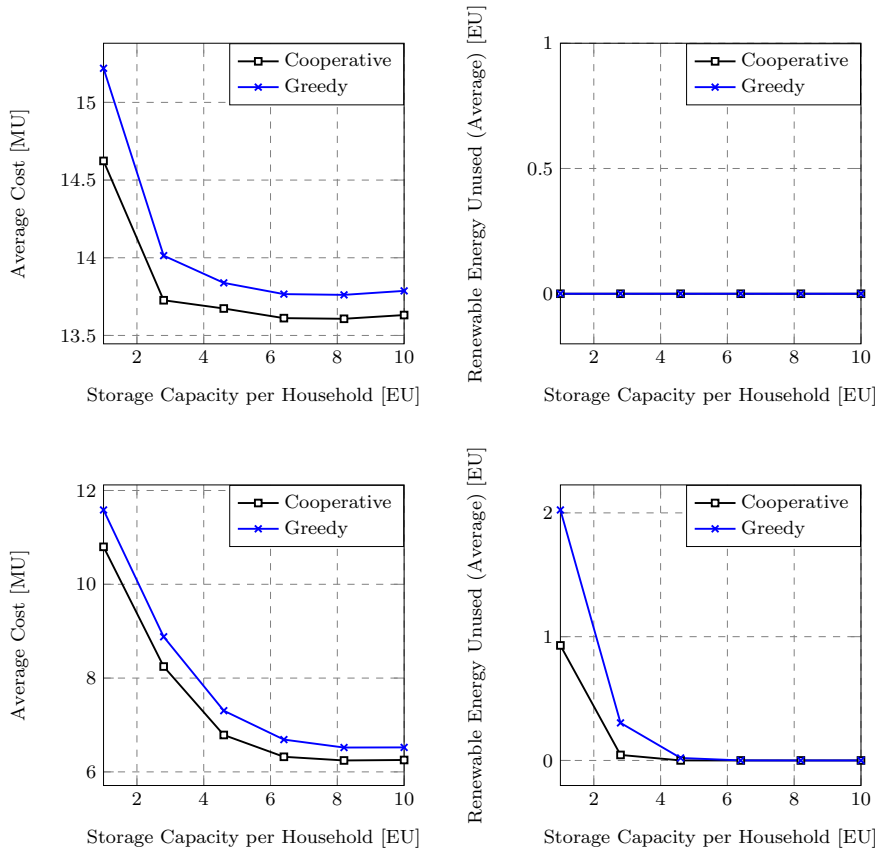 Average Cost [MU]
15
14.5
14
13.5
2 4 6 8 10
Storage Capacity per Household [EU]
Cooperative
Greedy
Renewable Energy Unused (Average) [EU]
1
0.5
0
2 4 6 8 10
Storage Capacity per Household [EU]
Cooperative
Greedy
Average Cost [MU]
12
10
8
6
2 4 6 8 10
Storage Capacity per Household [EU]
Cooperative
Greedy
Renewable Energy Unused (Average) [EU]
2
1
0
2 4 6 8 10
Storage Capacity per Household [EU]
Cooperative
Greedy